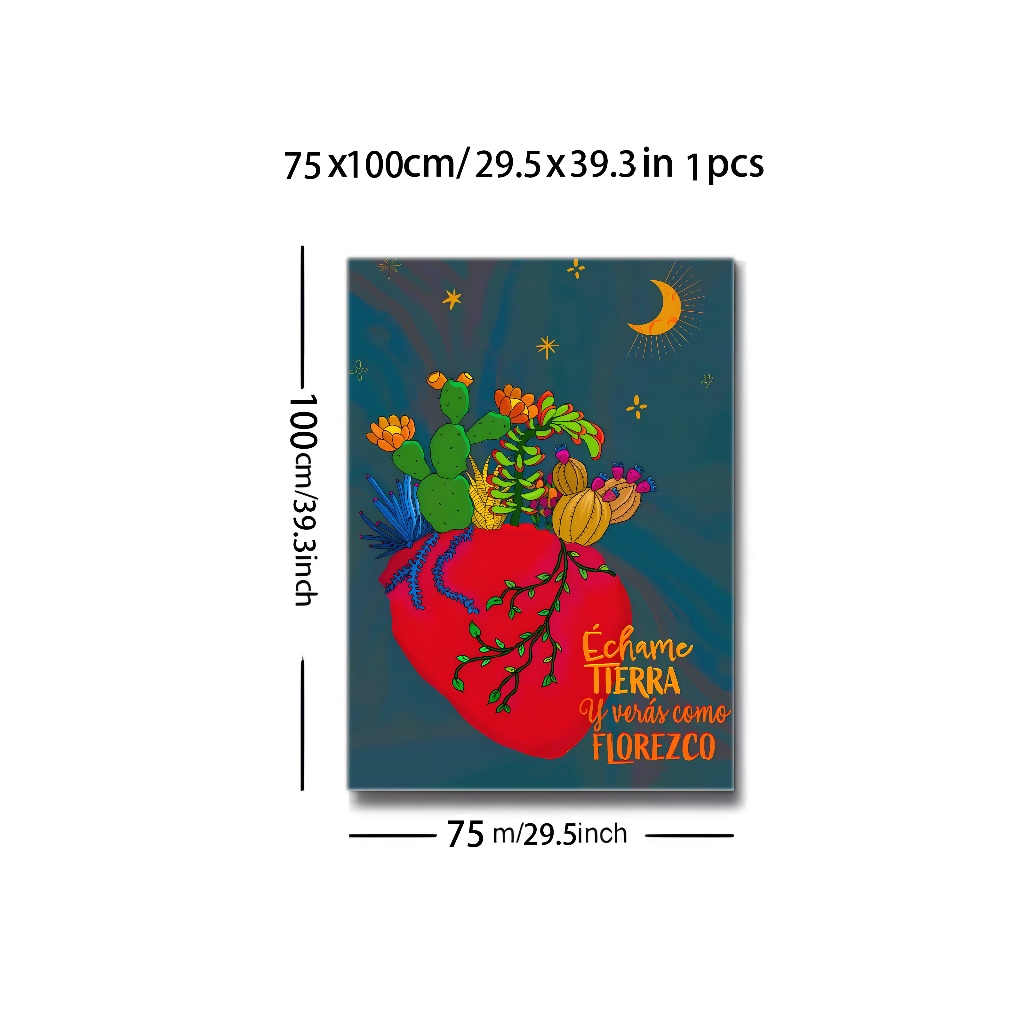 75x100cm/ 29.5x39.3in 1pcs
100cm/39.3inch
Échame
TIERRA
Y verás como
FLOREZCO
75 m/29.5inch